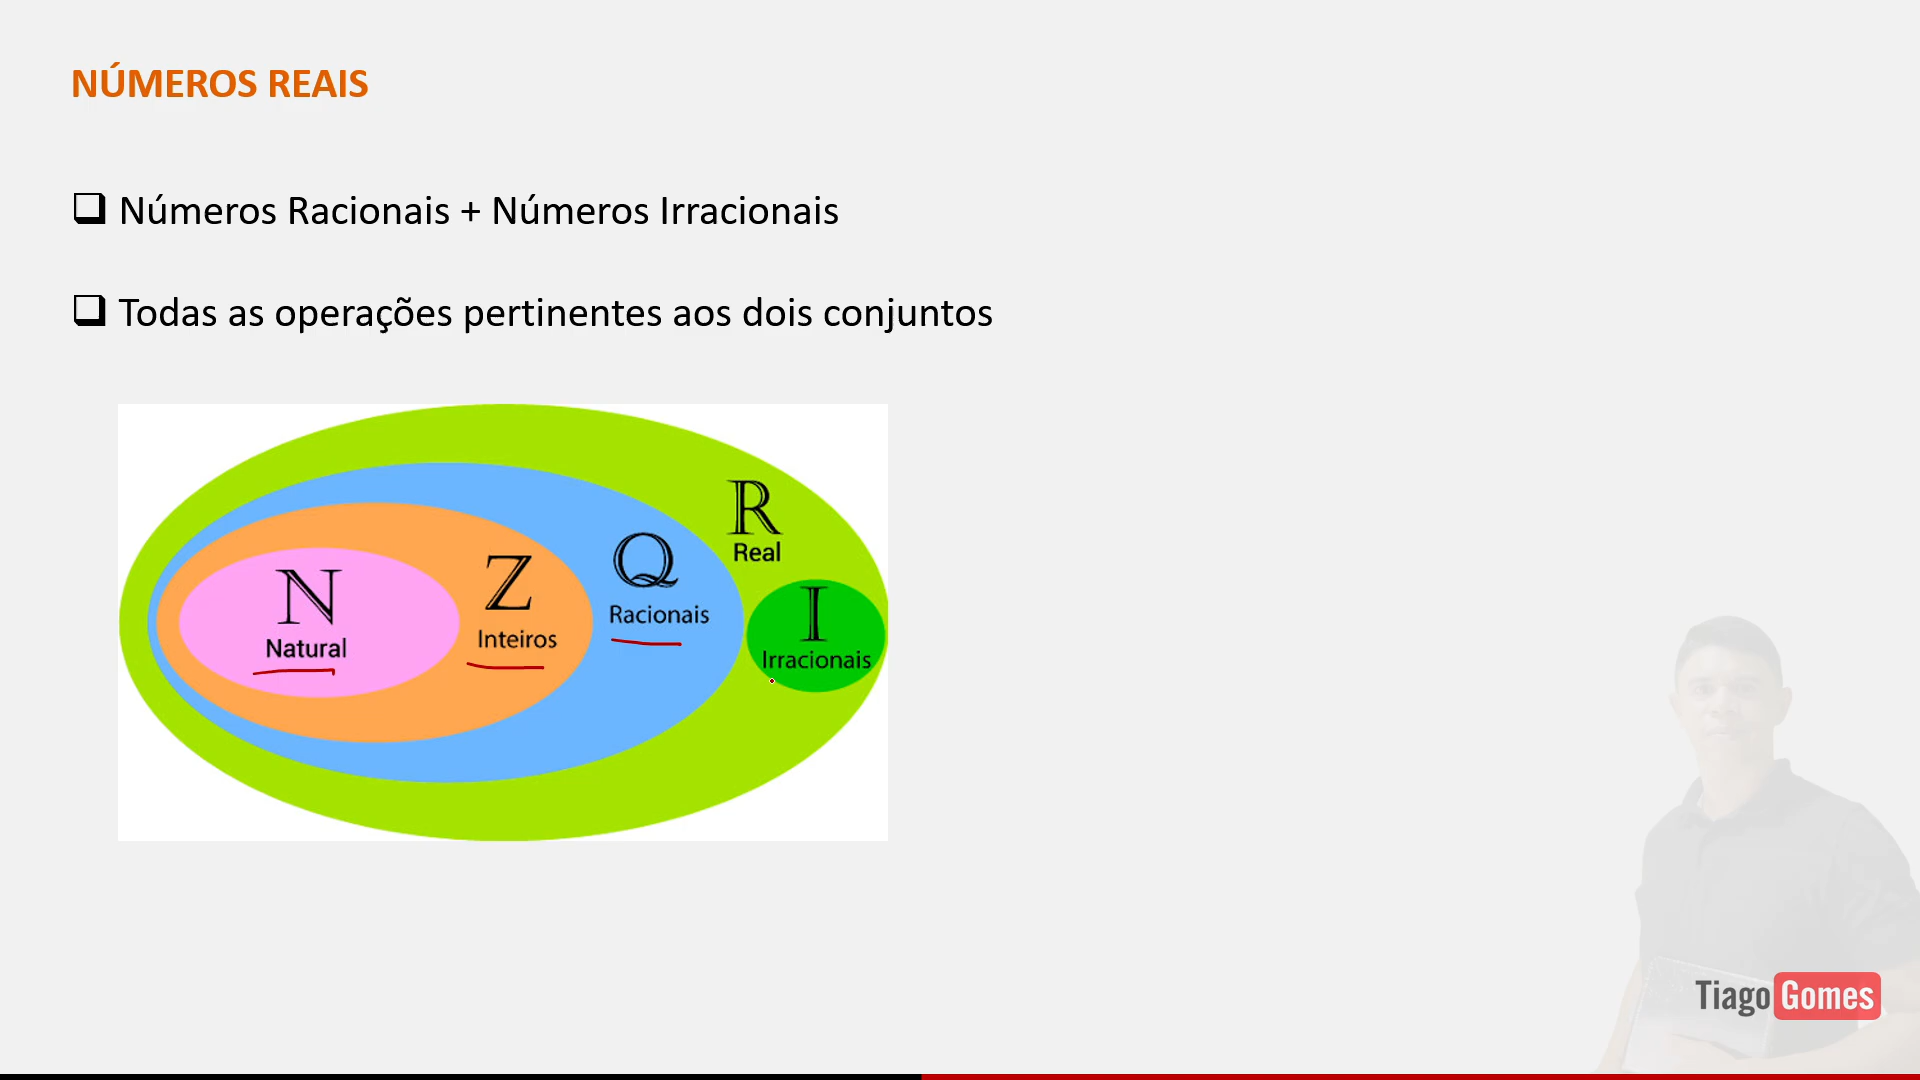 NÚMEROS REAIS
❑ Números Racionais + Números Irracionais
❑ Todas as operações pertinentes aos dois conjuntos
R
Real
Q
Racionais
Z
Inteiros
N
Natural
I
Irracionais
Tiago Gomes